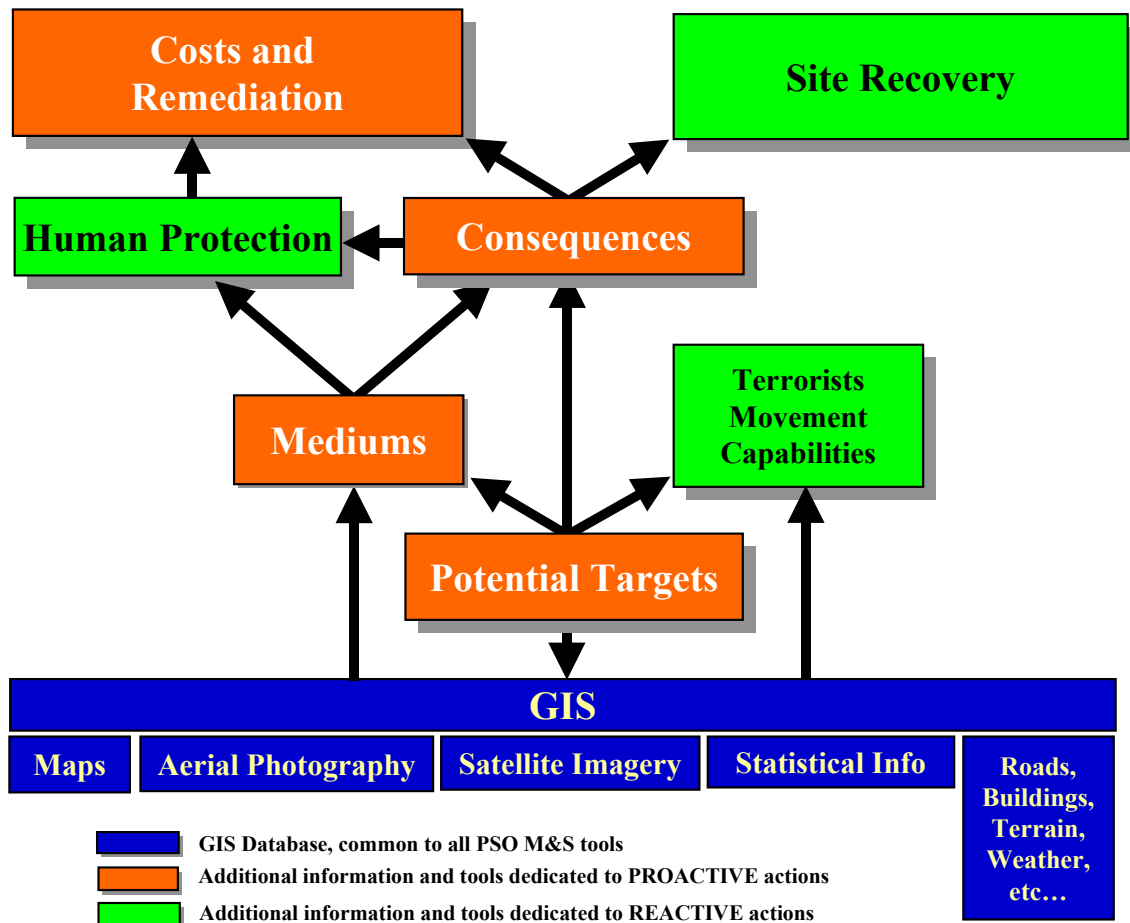 Costs and
Remediation
Site Recovery
Human Protection
Consequences
Mediums
Terrorists
Movement
Capabilities
Potential Targets
GIS
Maps
Aerial Photography
Satellite Imagery
Statistical Info
Roads,
Buildings,
Terrain,
Weather,
etc…
GIS Database, common to all PSO M&S tools
Additional information and tools dedicated to PROACTIVE actions
Additional information and tools dedicated to REACTIVE actions